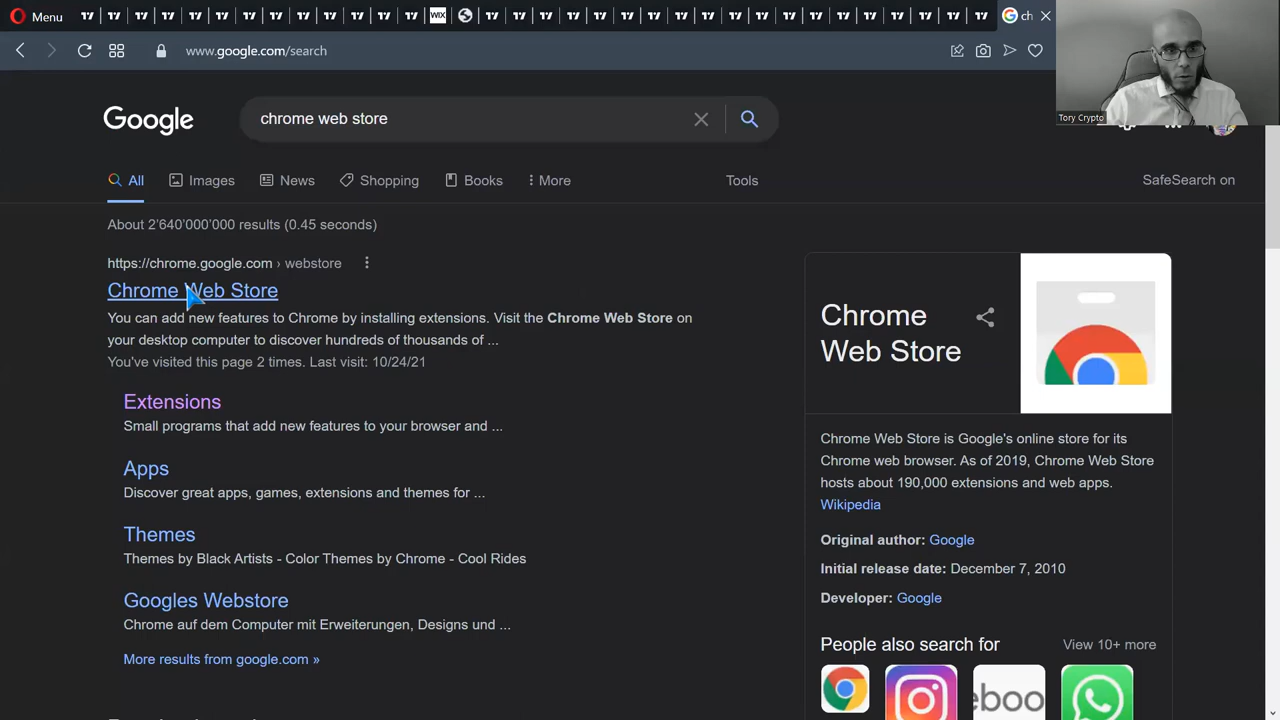 Menu
WIX
ch
www.google.com/search
Tory Crypto
Google
chrome web store
All
Images
News
Shopping
Books
More
Tools
SafeSearch on
About 2’640’000’000 results (0.45 seconds)
https://chrome.google.com › webstore
Chrome Web Store
You can add new features to Chrome by installing extensions. Visit the Chrome Web Store on
your desktop computer to discover hundreds of thousands of ...
You've visited this page 2 times. Last visit: 10/24/21
Extensions
Small programs that add new features to your browser and ...
Apps
Discover great apps, games, extensions and themes for ...
Themes
Themes by Black Artists - Color Themes by Chrome - Cool Rides
Googles Webstore
Chrome auf dem Computer mit Erweiterungen, Designs und ...
More results from google.com »
Chrome
Web Store
Chrome Web Store is Google's online store for its
Chrome web browser. As of 2019, Chrome Web Store
hosts about 190,000 extensions and web apps.
Wikipedia
Original author: Google
Initial release date: December 7, 2010
Developer: Google
People also search for
View 10+ more
eboo